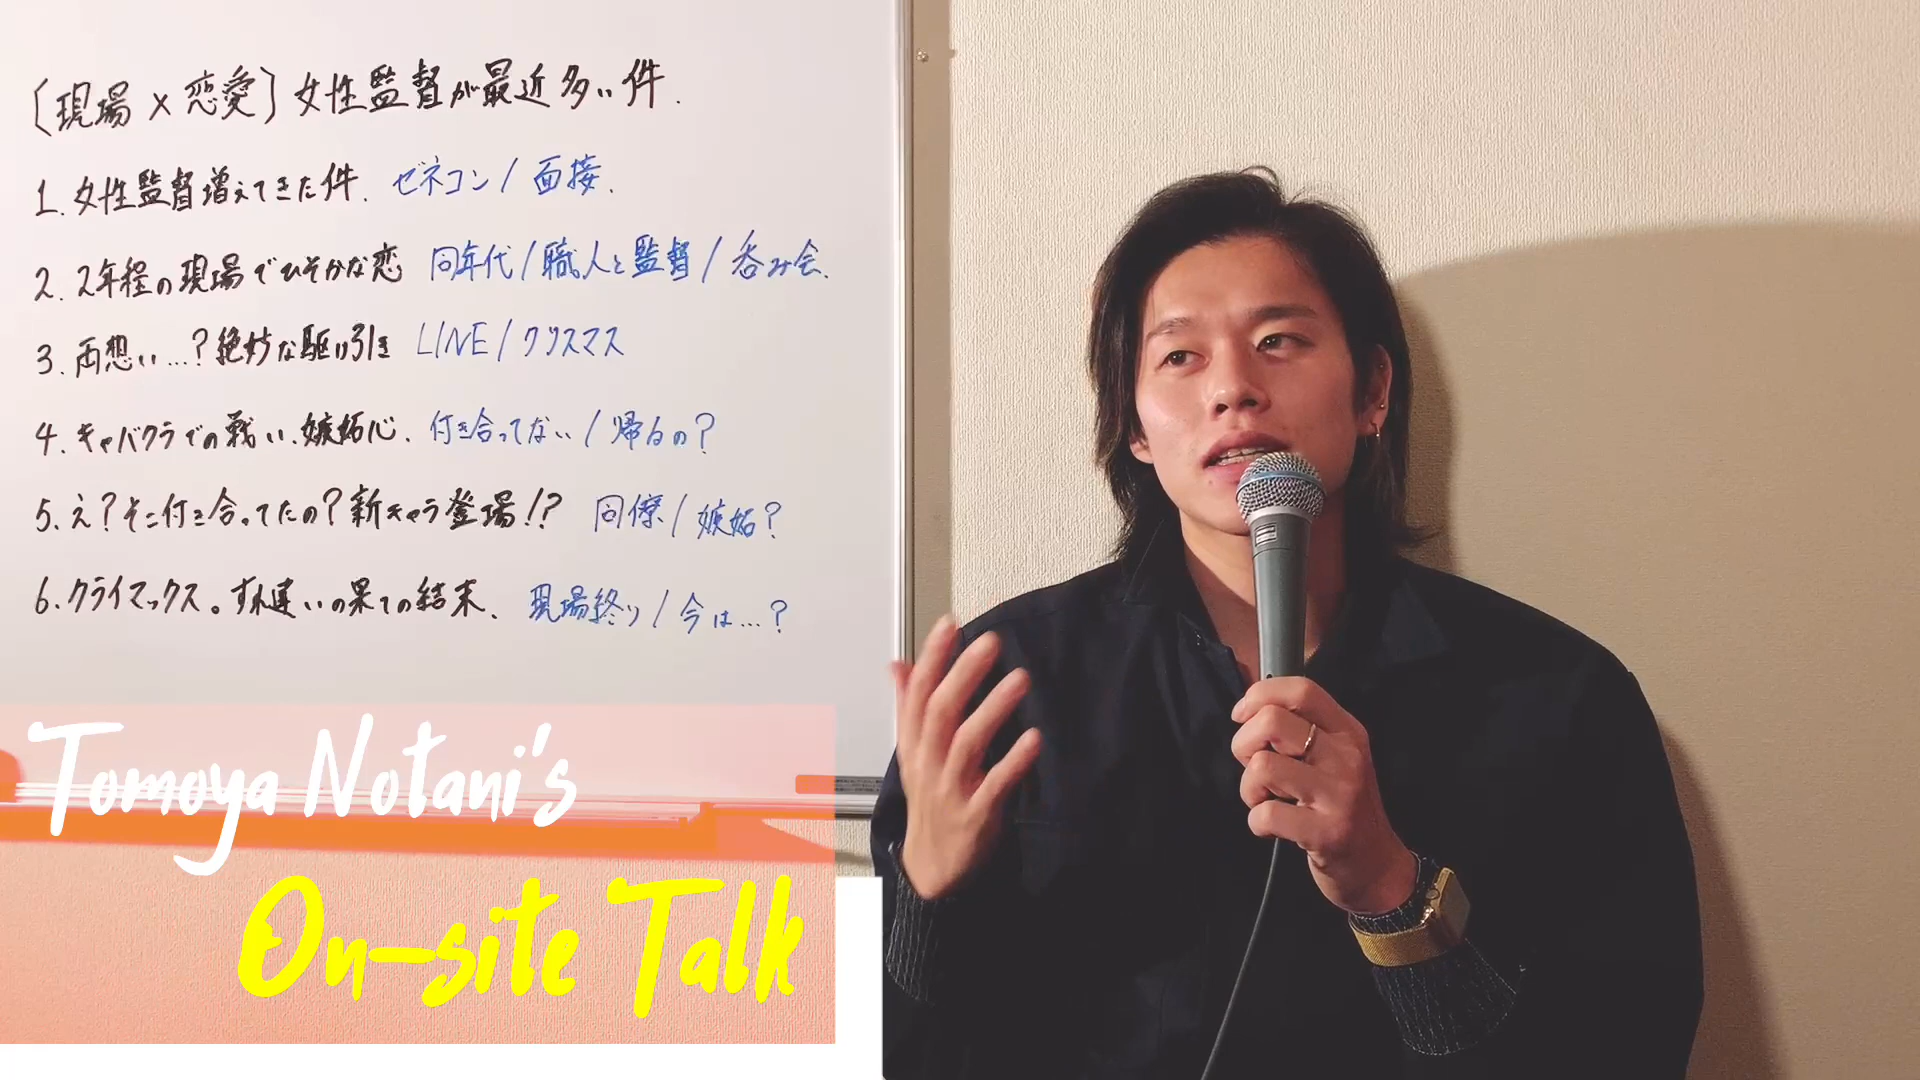 〔現場×恋愛〕女性監督が最近多い件.
1. 女性監督増えてきた件. ゼネコン/面接.
2. 2年程の現場でひそかな恋 同年代/職人と監督/呑み会.
3. 両想い…?絶妙な駆け引き LINE/クリスマス
4. キャバクラでの戦い、嫉妬心. 付き合ってない/帰るの?
5. え?そこ付き合ってたの?新キャラ登場!? 同僚/嫉妬?
6. クライマックス。すれ違いの果ての結末. 現場終り/今は…?
Tomoya Notani's
On-site Talk